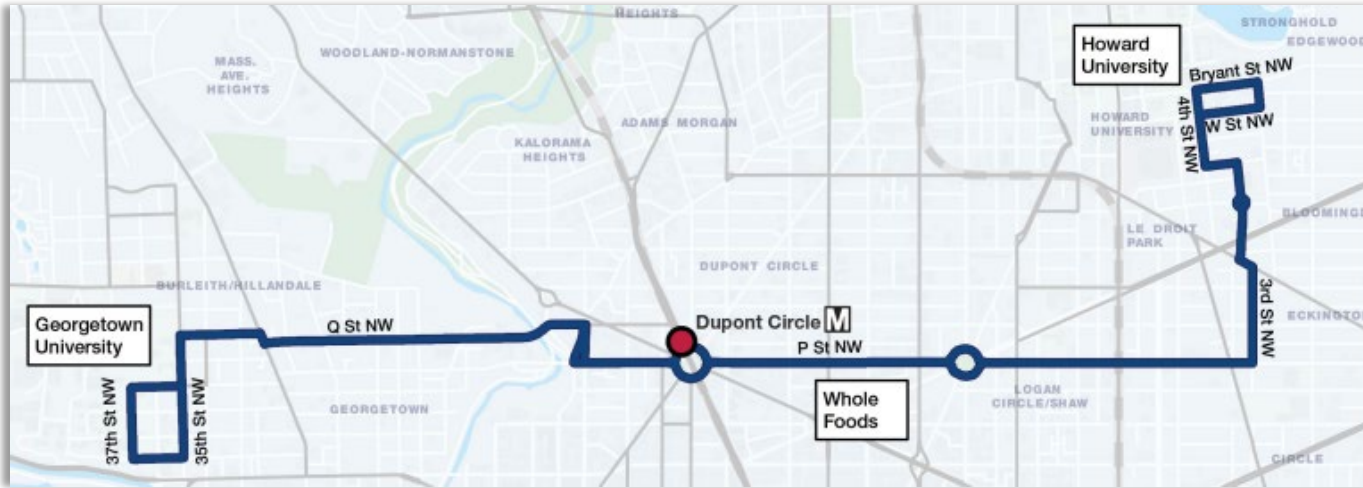 HEIGHTS
STRONGHOLD
EDGEWOOD
WOODLAND-NORMANSTONE
MASS.
AVE.
HEIGHTS
Howard
University
Bryant St NW
4th St NW
W St NW
HOWARD
UNIVERSITY
ADAMS MORGAN
KALORAMA
HEIGHTS
LE DROIT
PARK
DUPONT CIRCLE
BURLEITH/HILLANDALE
3rd St NW
ECKINGTON
Georgetown
University
Q St NW
Dupont Circle M
P St NW
37th St NW
35th St NW
GEORGETOWN
Whole
Foods
LOGAN
CIRCLE/SHAW
CIRCLE